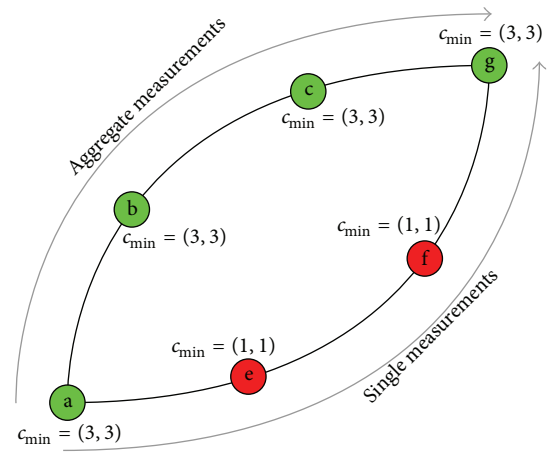 Aggregate measurements
c_min = (3, 3)
g
c
c_min = (3, 3)
b
c_min = (3, 3)
c_min = (1, 1)
f
Single measurements
c_min = (1, 1)
e
a
c_min = (3, 3)